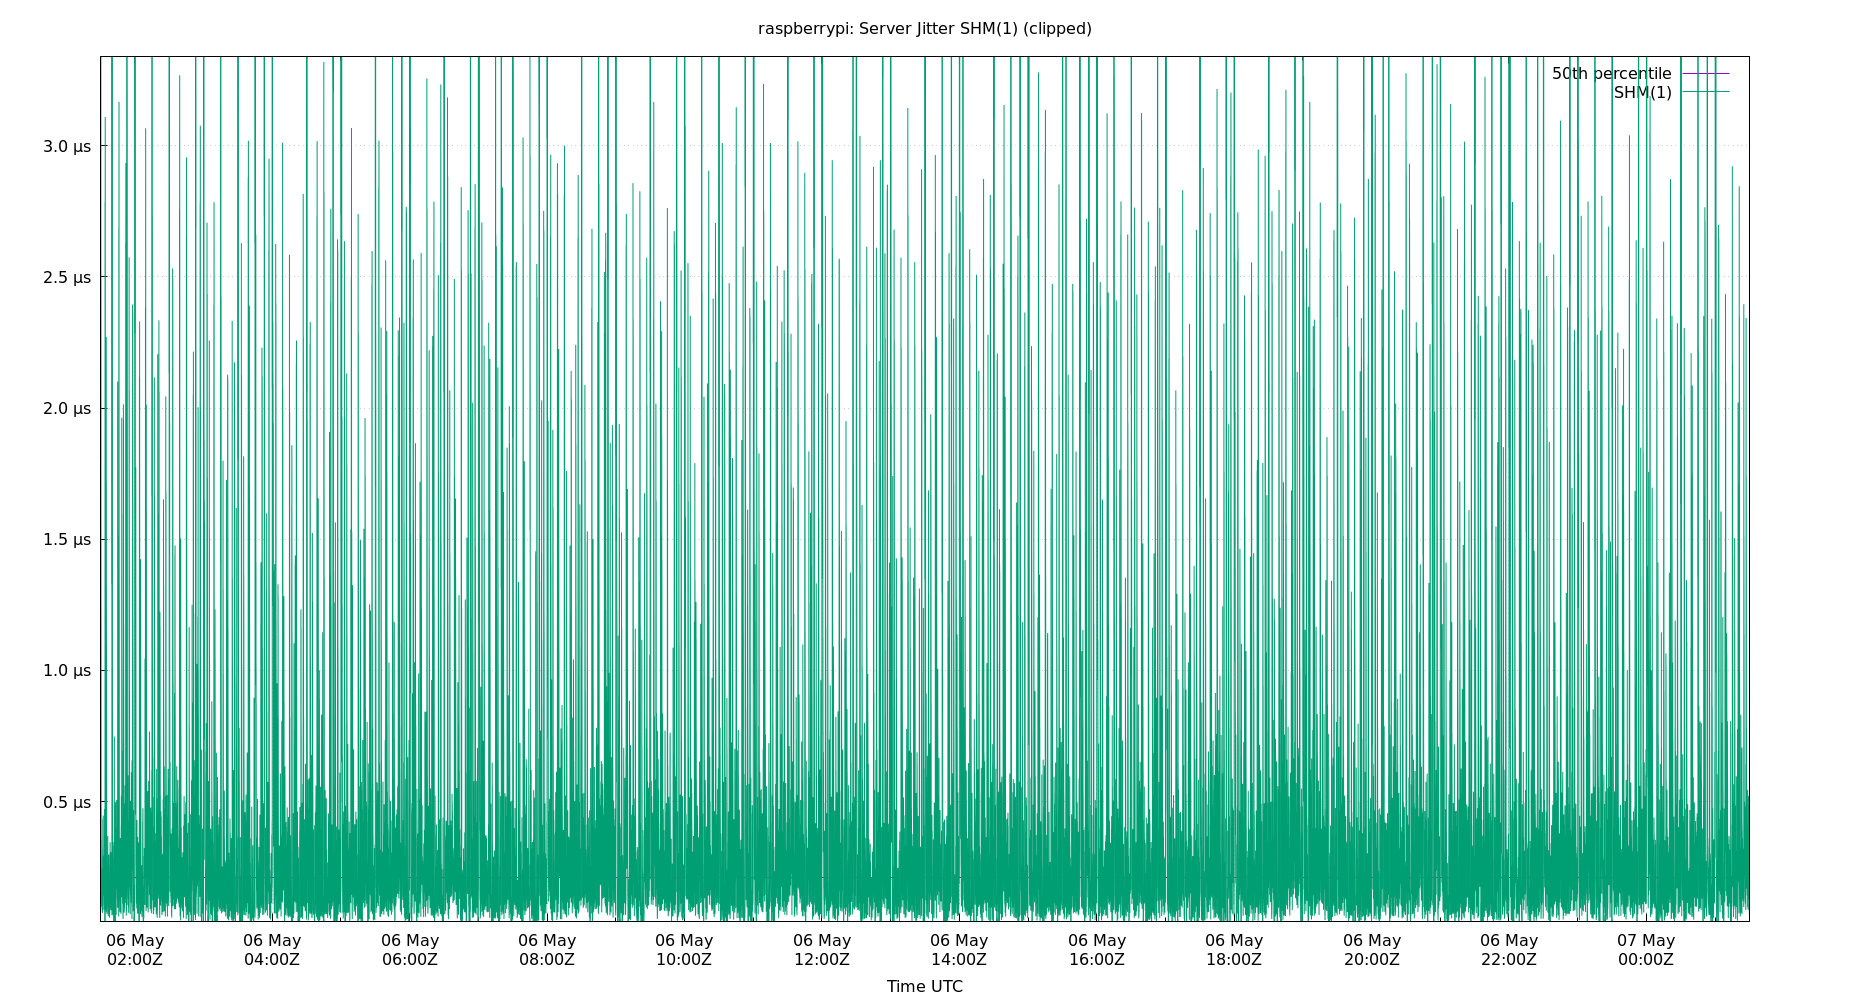 raspberrypi: Server Jitter SHM(1) (clipped)
50th percentile
SHM(1)
3.0 µs
2.5 µs
2.0 µs
1.5 µs
1.0 µs
0.5 µs
06 May 06 May 06 May 06 May 06 May 06 May 06 May 06 May 06 May 06 May 06 May 07 May
02:00Z 04:00Z 06:00Z 08:00Z 10:00Z 12:00Z 14:00Z 16:00Z 18:00Z 20:00Z 22:00Z 00:00Z
Time UTC